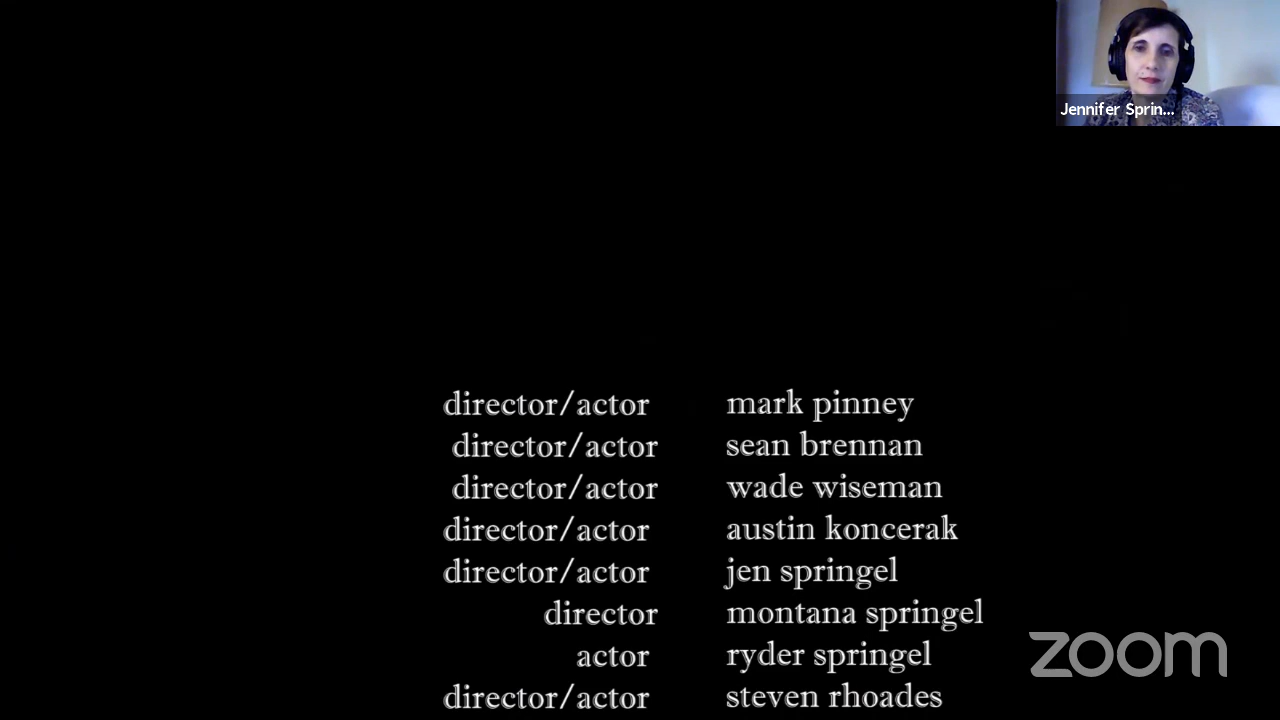 Jennifer Sprin...
director/actor mark pinney
director/actor sean brennan
director/actor wade wiseman
director/actor austin koncerak
director/actor jen springel
director montana springel
actor ryder springel
director/actor steven rhoades
zoom